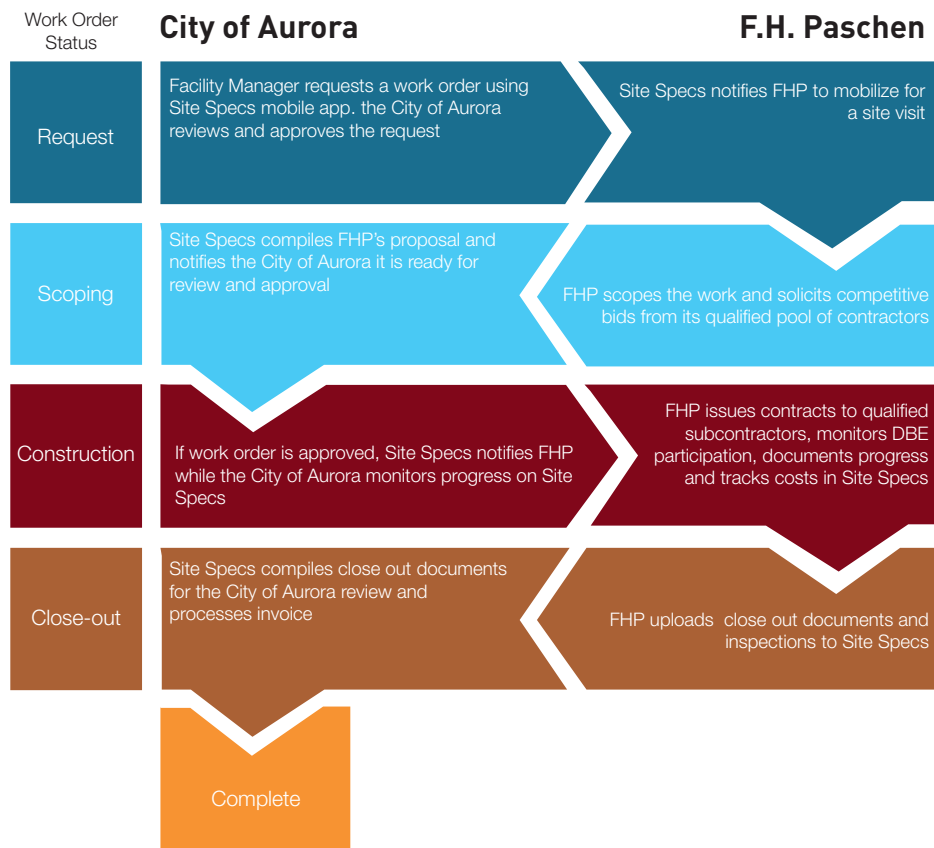 Work Order
Status
City of Aurora
F.H. Paschen
Request
Facility Manager requests a work order using
Site Specs mobile app. the City of Aurora
reviews and approves the request
Site Specs notifies FHP to mobilize for
a site visit
Scoping
Site Specs compiles FHP's proposal and
notifies the City of Aurora it is ready for
review and approval
FHP scopes the work and solicits competitive
bids from its qualified pool of contractors
Construction
If work order is approved, Site Specs notifies FHP
while the City of Aurora monitors progress on Site
Specs
FHP issues contracts to qualified
subcontractors, monitors DBE
participation, documents progress
and tracks costs in Site Specs
Close-out
Site Specs compiles close out documents
for the City of Aurora review and
processes invoice
FHP uploads close out documents and
inspections to Site Specs
Complete